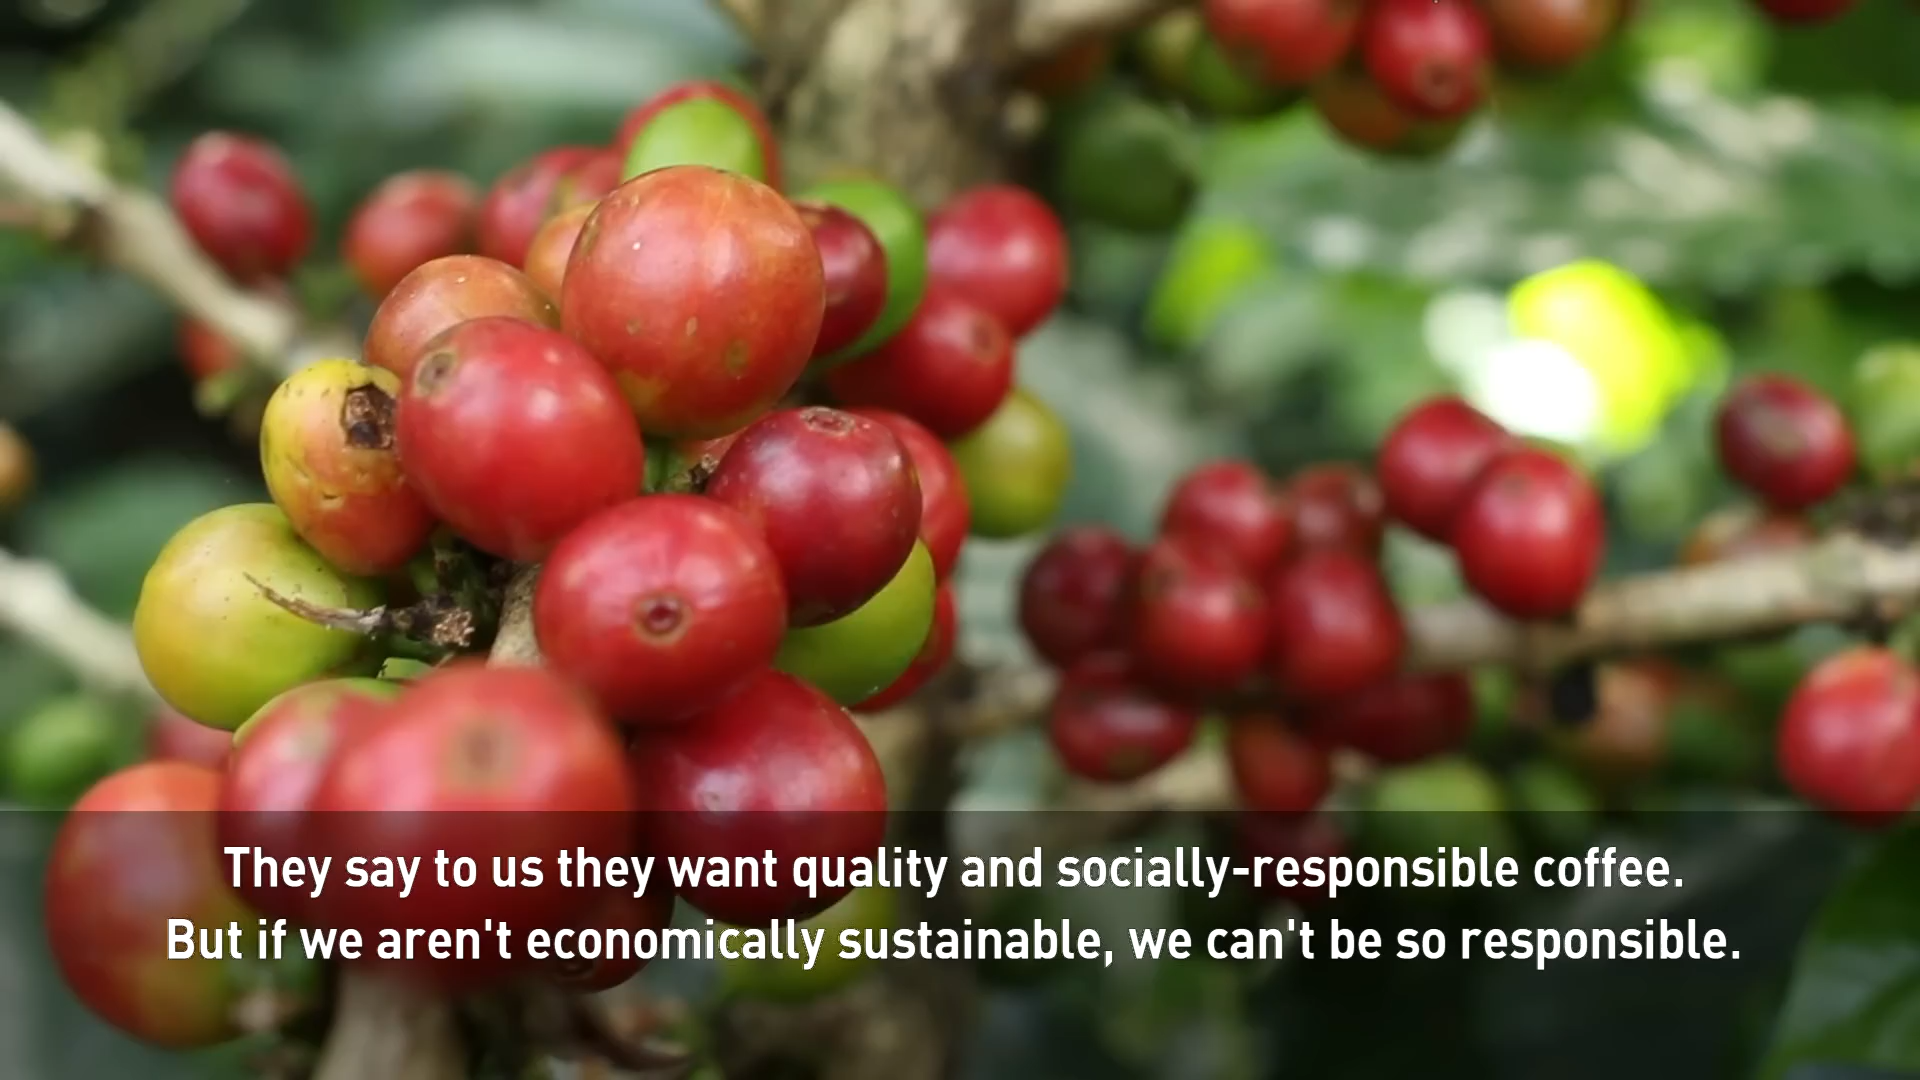 They say to us they want quality and socially-responsible coffee.
But if we aren't economically sustainable, we can't be so responsible.